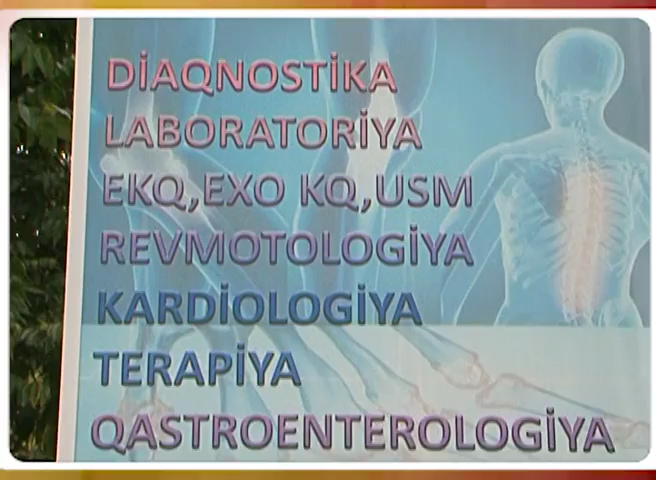 DİAQNOSTİKA
LABORATORİYA
EKQ,EXO KQ,USM
REVMOTOLOGİYA
KARDİOLOGİYA
TERAPİYA
QASTROENTEROLOGİYA